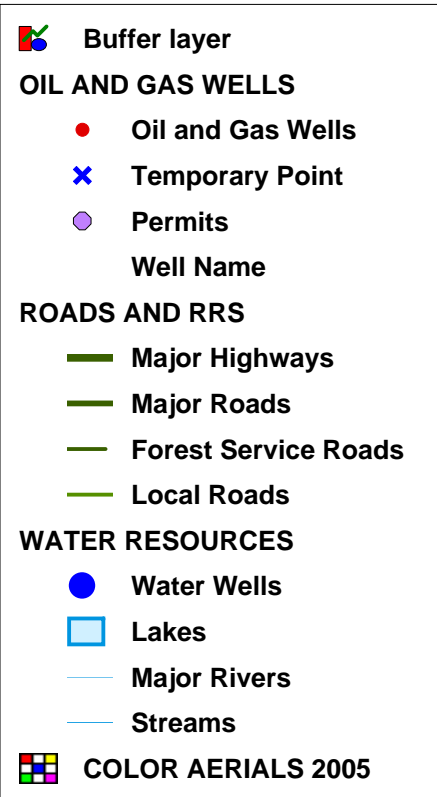 Buffer layer
OIL AND GAS WELLS
Oil and Gas Wells
Temporary Point
Permits
Well Name
ROADS AND RRS
Major Highways
Major Roads
Forest Service Roads
Local Roads
WATER RESOURCES
Water Wells
Lakes
Major Rivers
Streams
COLOR AERIALS 2005